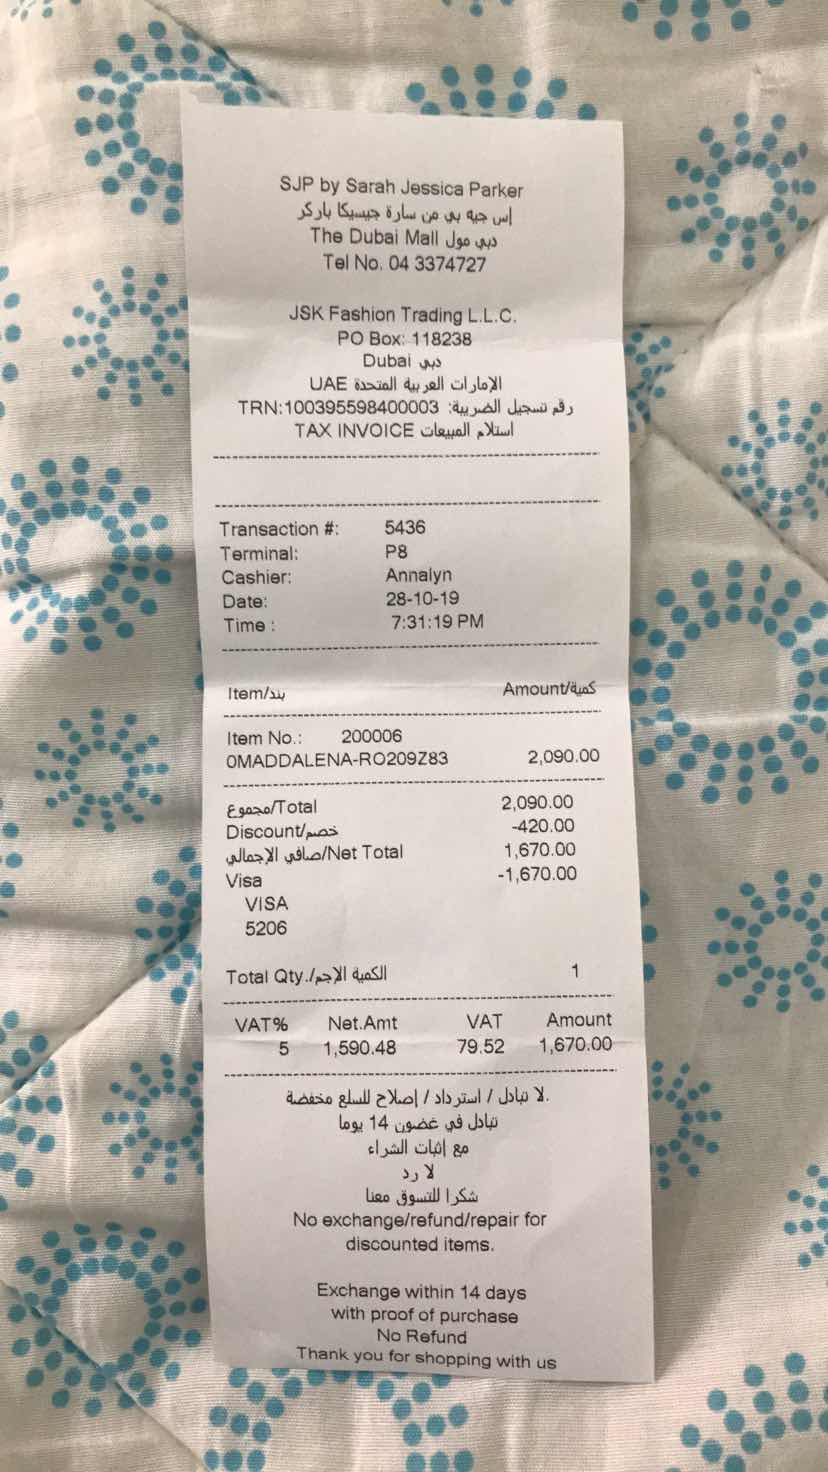 SJP by Sarah Jessica Parker
إس جيه بي من سارة جيسيكا باركر
The Dubai Mall دبي مول
Tel No. 04 3374727
JSK Fashion Trading L.L.C.
PO Box: 118238
Dubai دبي
UAE الإمارات العربية المتحدة
TRN:100395598400003 :رقم تسجيل الضريبة
TAX INVOICE استلام المبيعات
Transaction #: 5436
Terminal: P8
Cashier: Annalyn
Date: 28-10-19
Time : 7:31:19 PM
Item/بند Amount/كمية
Item No.: 200006
0MADDALENA-RO209Z83 2,090.00
مجموع/Total 2,090.00
Discount/خصم -420.00
صافي الإجمالي/Net Total 1,670.00
Visa -1,670.00
VISA
5206
Total Qty./الكمية الإجم 1
VAT% Net.Amt VAT Amount
5 1,590.48 79.52 1,670.00
لا تبادل / استرداد / إصلاح للسلع مخفضة.
تبادل في غضون 14 يوما
مع إثبات الشراء
لا رد
شكرا للتسوق معنا
No exchange/refund/repair for
discounted items.
Exchange within 14 days
with proof of purchase
No Refund
Thank you for shopping with us